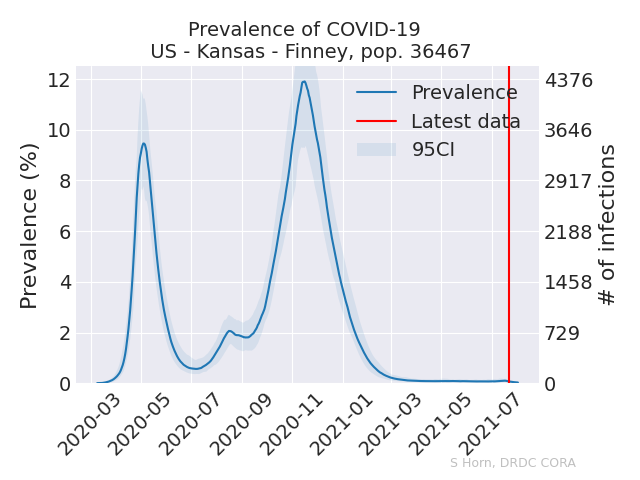 Prevalence of COVID-19
US - Kansas - Finney, pop. 36467
Prevalence (%)
12
10
8
6
4
2
0
Prevalence
Latest data
95CI
4376
3646
2917
2188
1458
729
0
# of infections
2020-03
2020-05
2020-07
2020-09
2020-11
2021-01
2021-03
2021-05
2021-07
S Horn, DRDC CORA